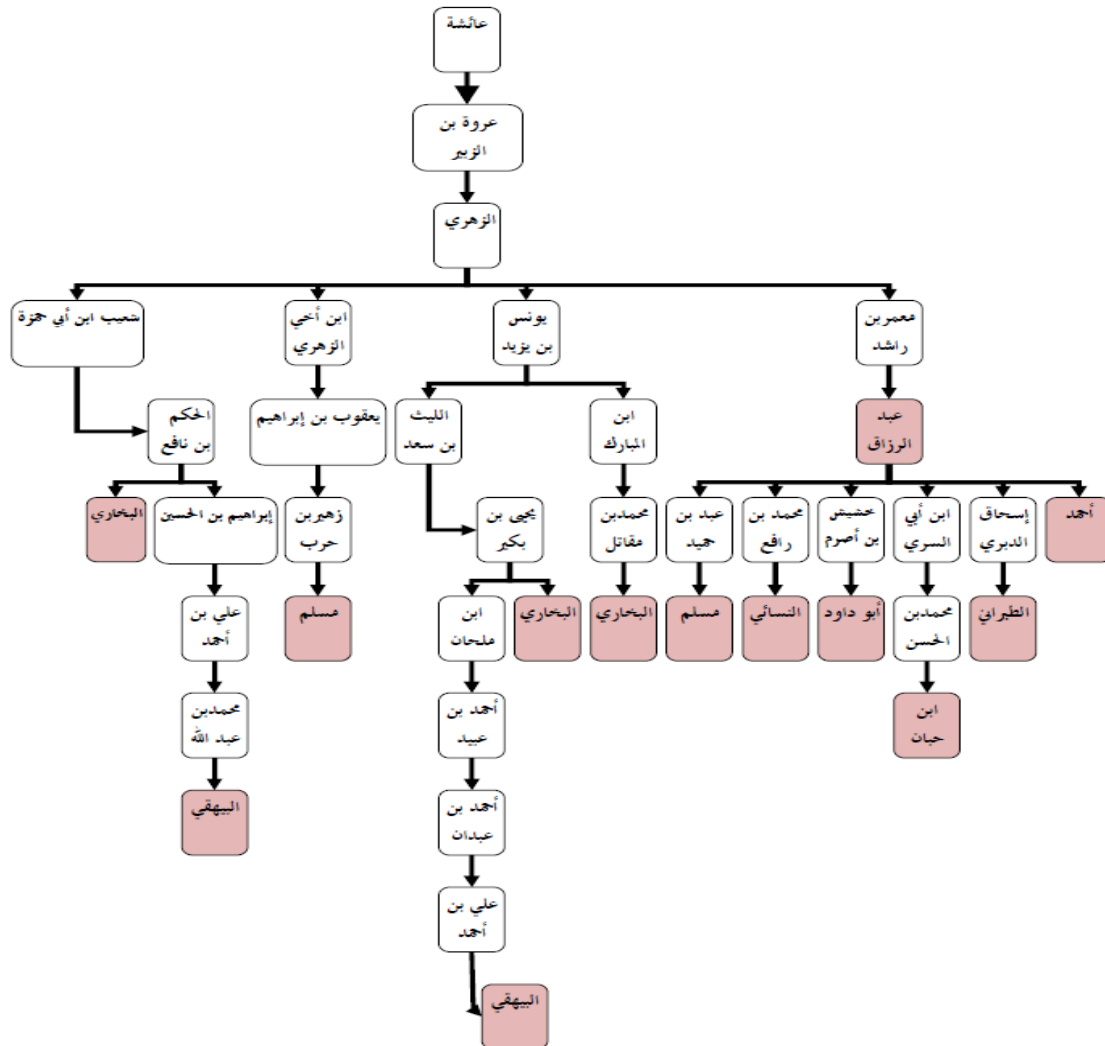 عائشة
عروة بن
الزبير
الزهري
معمربن
راشد
يونس
بن يزيد
ابن أخي
الزهري
شعيب ابن أبي حمزة
عبد
الرزاق
ابن
المبارك
الليث
بن سعد
يعقوب بن إبراهيم
الحكم
بن نافع
أحمد
إسحاق
الدبري
ابن أبي
السري
خشيش
بن أصرم
محمد بن
رافع
عبد بن
حميد
محمدبن
مقاتل
يحيى بن
بكير
زهيربن
حرب
إبراهيم بن الحسين
البخاري
الطبراني
محمدبن
الحسن
أبو داود
النسائي
مسلم
البخاري
البخاري
ابن
ملحان
مسلم
علي بن
أحمد
ابن
حبان
أحمد بن
عبيد
محمدبن
عبد الله
أحمد بن
عبدان
البيهقي
علي بن
أحمد
البيهقي